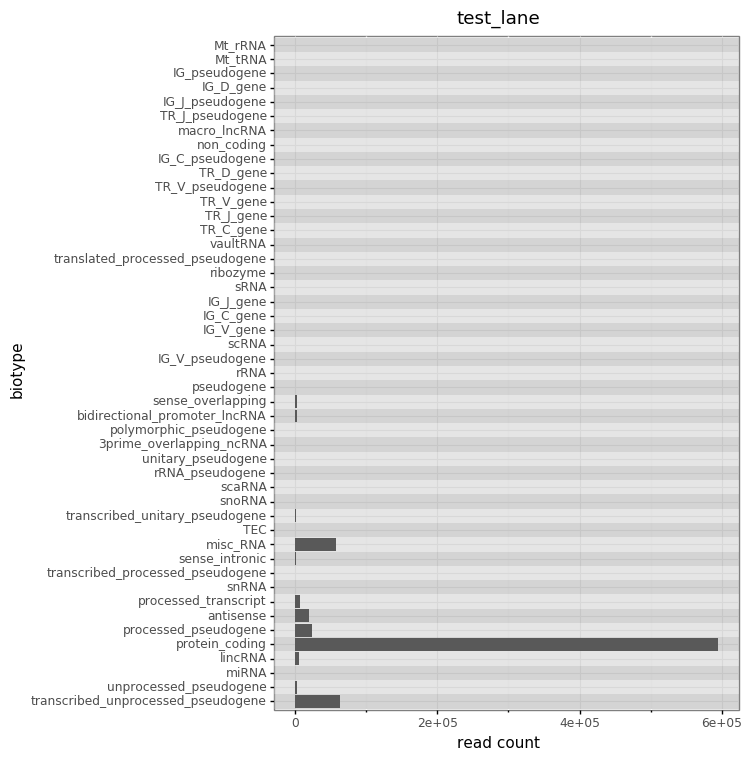 test_lane
Mt_rRNA
Mt_tRNA
IG_pseudogene
IG_D_gene
IG_J_pseudogene
TR_J_pseudogene
macro_lncRNA
non_coding
IG_C_pseudogene
TR_D_gene
TR_V_pseudogene
TR_V_gene
TR_J_gene
TR_C_gene
vaultRNA
translated_processed_pseudogene
ribozyme
sRNA
IG_J_gene
IG_C_gene
IG_V_gene
scRNA
IG_V_pseudogene
rRNA
pseudogene
sense_overlapping
bidirectional_promoter_lncRNA
polymorphic_pseudogene
3prime_overlapping_ncRNA
unitary_pseudogene
rRNA_pseudogene
scaRNA
snoRNA
transcribed_unitary_pseudogene
TEC
misc_RNA
sense_intronic
transcribed_processed_pseudogene
snRNA
processed_transcript
antisense
processed_pseudogene
protein_coding
lincRNA
miRNA
unprocessed_pseudogene
transcribed_unprocessed_pseudogene
biotype
0 2e+05 4e+05 6e+05
read count